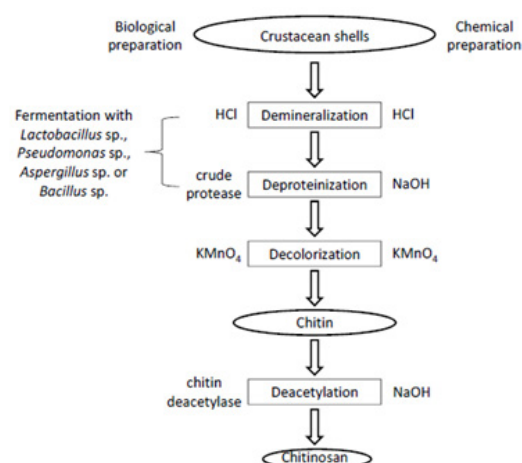 Biological
preparation
Crustacean shells
Chemical
preparation
Fermentation with
Lactobacillus sp.,
Pseudomonas sp.,
Aspergillus sp. or
Bacillus sp.
HCl
Demineralization
HCl
crude
protease
Deproteinization
NaOH
KMnO4
Decolorization
KMnO4
Chitin
chitin
deacetylase
Deacetylation
NaOH
Chitinosan